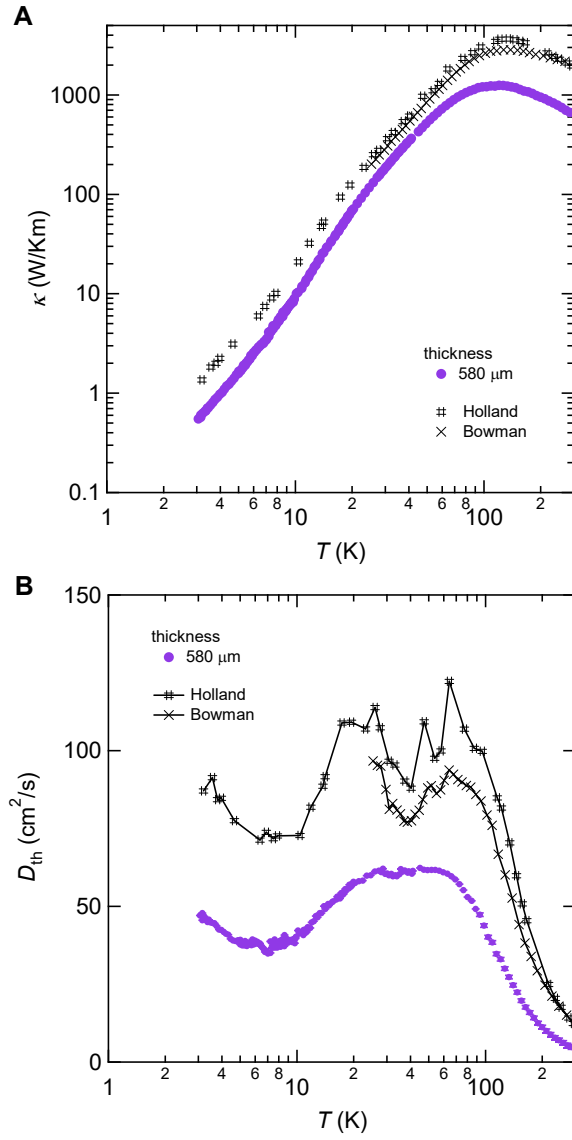 A
κ (W/Km)
1000
100
10
1
0.1
thickness
580 μm
Holland
Bowman
1 2 4 6 8 10 2 4 6 8 100 2
T (K)
B
D_th (cm²/s)
150
100
50
0
thickness
580 μm
Holland
Bowman
1 2 4 6 8 10 2 4 6 8 100 2
T (K)